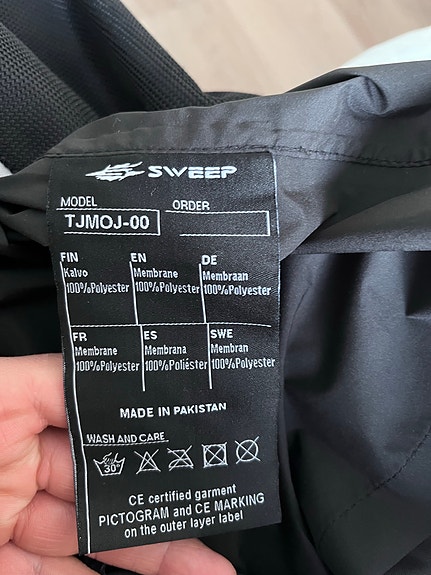 SWEEP
MODEL ORDER
TJMOJ-00
FIN EN DE
Kalvo Membrane Membraan
100%Polyester 100%Polyester 100%Polyester
FR ES SWE
Membrane Membrana Membran
100%Polyester 100%Poliéster 100%Polyester
MADE IN PAKISTAN
WASH AND CARE
30°
CE certified garment
PICTOGRAM and CE MARKING
on the outer layer label